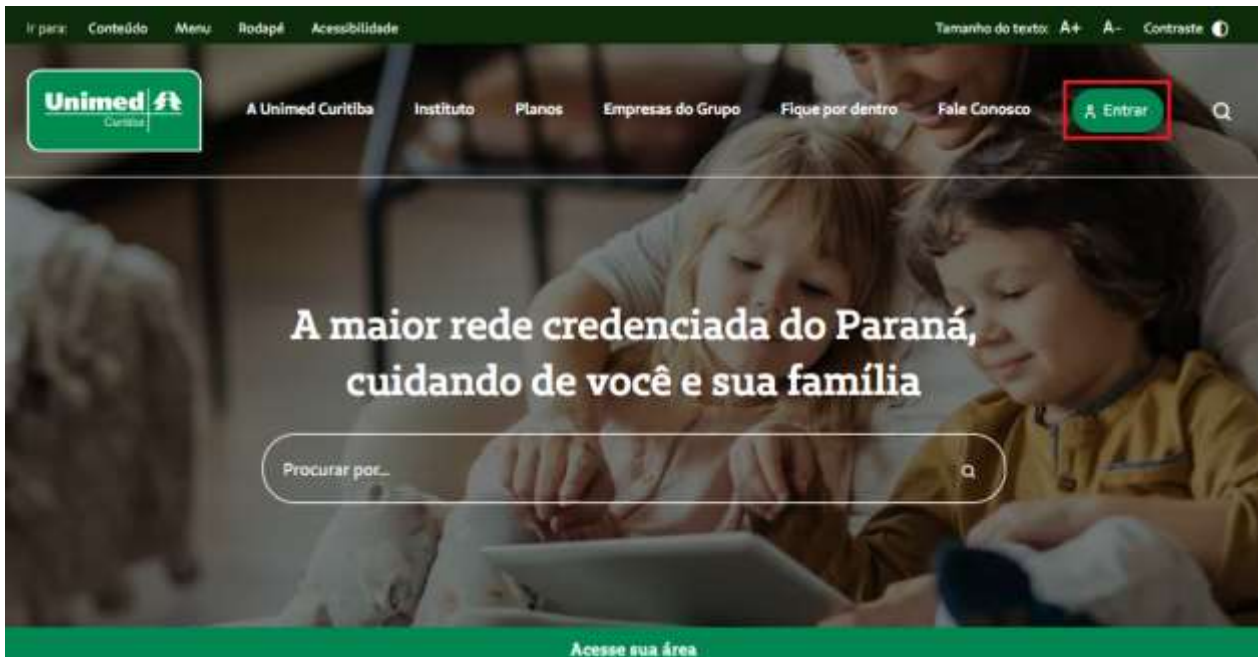 Ir para: Conteúdo Menu Rodapé Acessibilidade Tamanho do texto: A+ A- Contraste
Unimed
Curitiba
A Unimed Curitiba Instituto Planos Empresas do Grupo Fique por dentro Fale Conosco Entrar
A maior rede credenciada do Paraná,
cuidando de você e sua família
Procurar por...
Acesse sua área